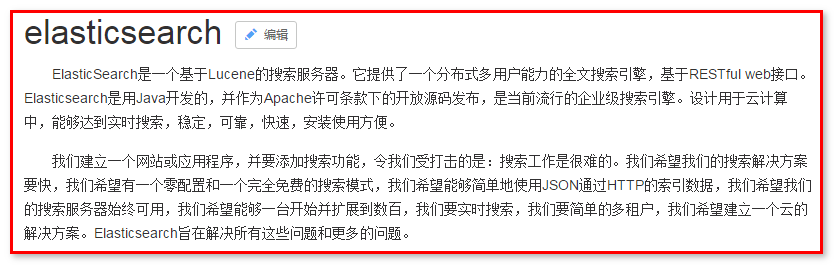 elasticsearch 编辑
ElasticSearch是一个基于Lucene的搜索服务器。它提供了一个分布式多用户能力的全文搜索引擎，基于RESTful web接口。
Elasticsearch是用Java开发的，并作为Apache许可条款下的开放源码发布，是当前流行的企业级搜索引擎。设计用于云计算
中，能够达到实时搜索，稳定，可靠，快速，安装使用方便。
我们建立一个网站或应用程序，并要添加搜索功能，令我们受打击的是：搜索工作是很难的。我们希望我们的搜索解决方案
要快，我们希望有一个零配置和一个完全免费的搜索模式，我们希望能够简单地使用JSON通过HTTP的索引数据，我们希望我们
的搜索服务器始终可用，我们希望能够一台开始并扩展到数百，我们要实时搜索，我们要简单的多租户，我们希望建立一个云的
解决方案。Elasticsearch旨在解决所有这些问题和更多的问题。